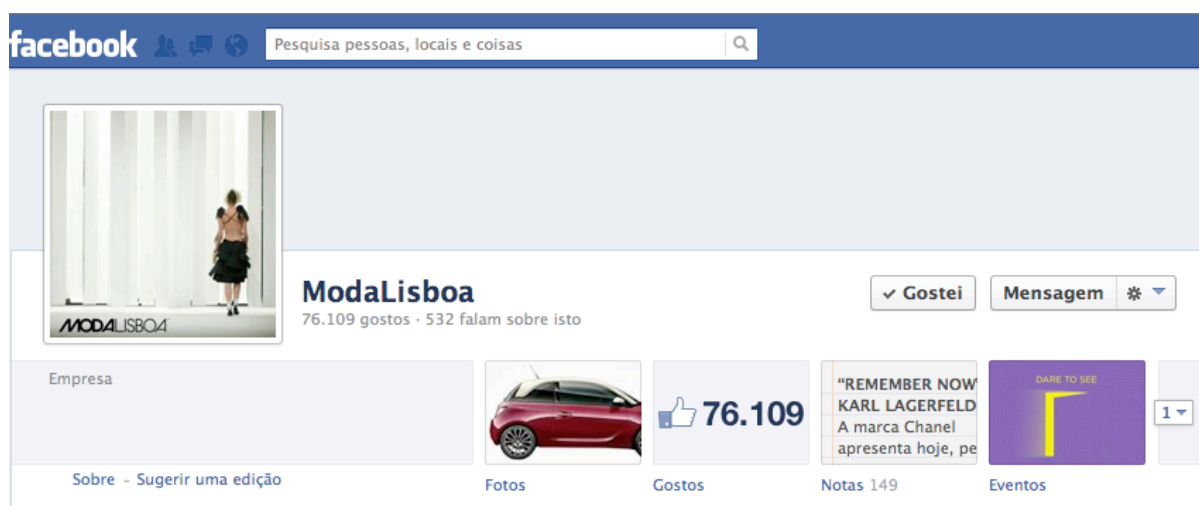 facebook
Pesquisa pessoas, locais e coisas
MODALISBOA
ModaLisboa
76.109 gostos · 532 falam sobre isto
Gostei
Mensagem
Empresa
Sobre - Sugerir uma edição
Fotos
76.109
Gostos
“REMEMBER NOW
KARL LAGERFELD
A marca Chanel
apresenta hoje, pe
Notas 149
DARE TO SEE
Eventos
1